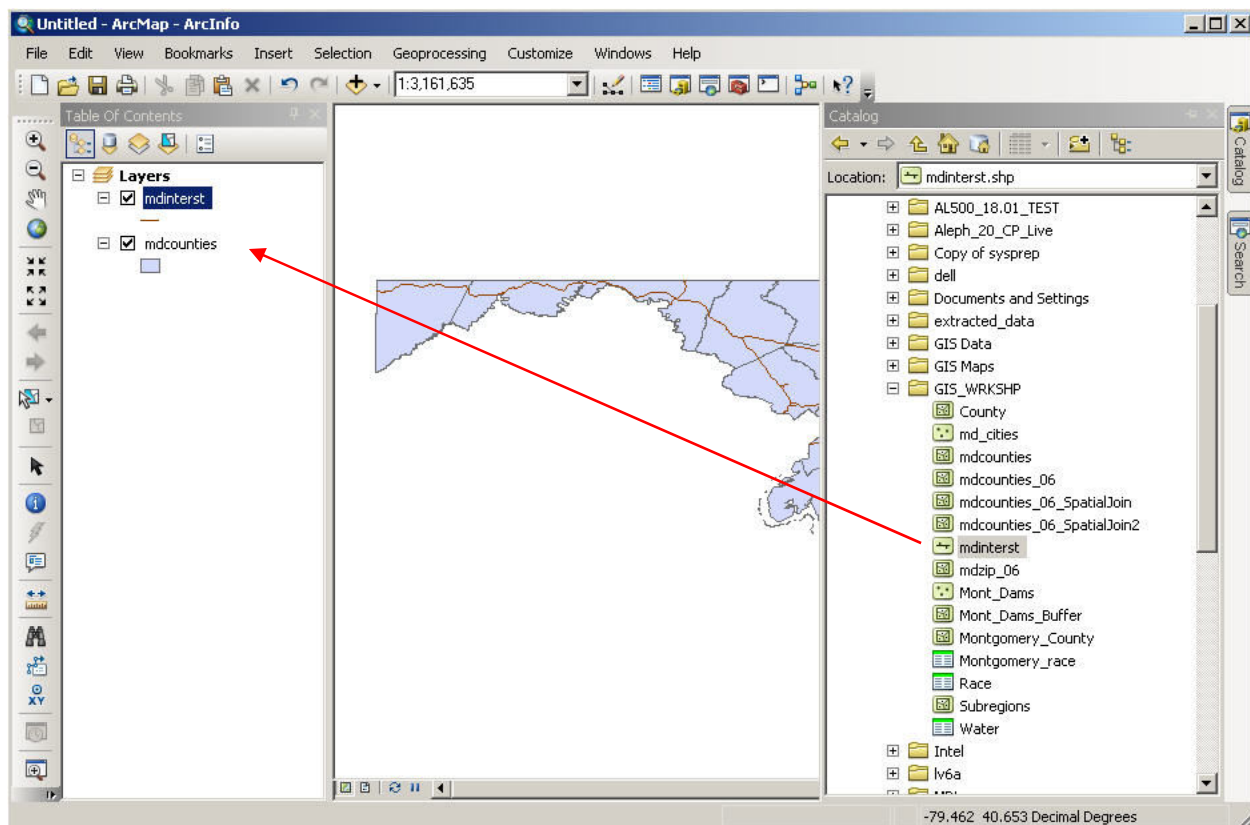 Untitled - ArcMap - ArcInfo
File Edit View Bookmarks Insert Selection Geoprocessing Customize Windows Help
1:3,161,635
Table Of Contents
Layers
mdinterst
mdcounties
XY
Catalog
Location: mdinterst.shp
AL500_18.01_TEST
Aleph_20_CP_Live
Copy of sysprep
dell
Documents and Settings
extracted_data
GIS Data
GIS Maps
GIS_WRKSHP
County
md_cities
mdcounties
mdcounties_06
mdcounties_06_SpatialJoin
mdcounties_06_SpatialJoin2
mdinterst
mdzip_06
Mont_Dams
Mont_Dams_Buffer
Montgomery_County
Montgomery_race
Race
Subregions
Water
Intel
lv6a
Catalog
Search
-79.462 40.653 Decimal Degrees